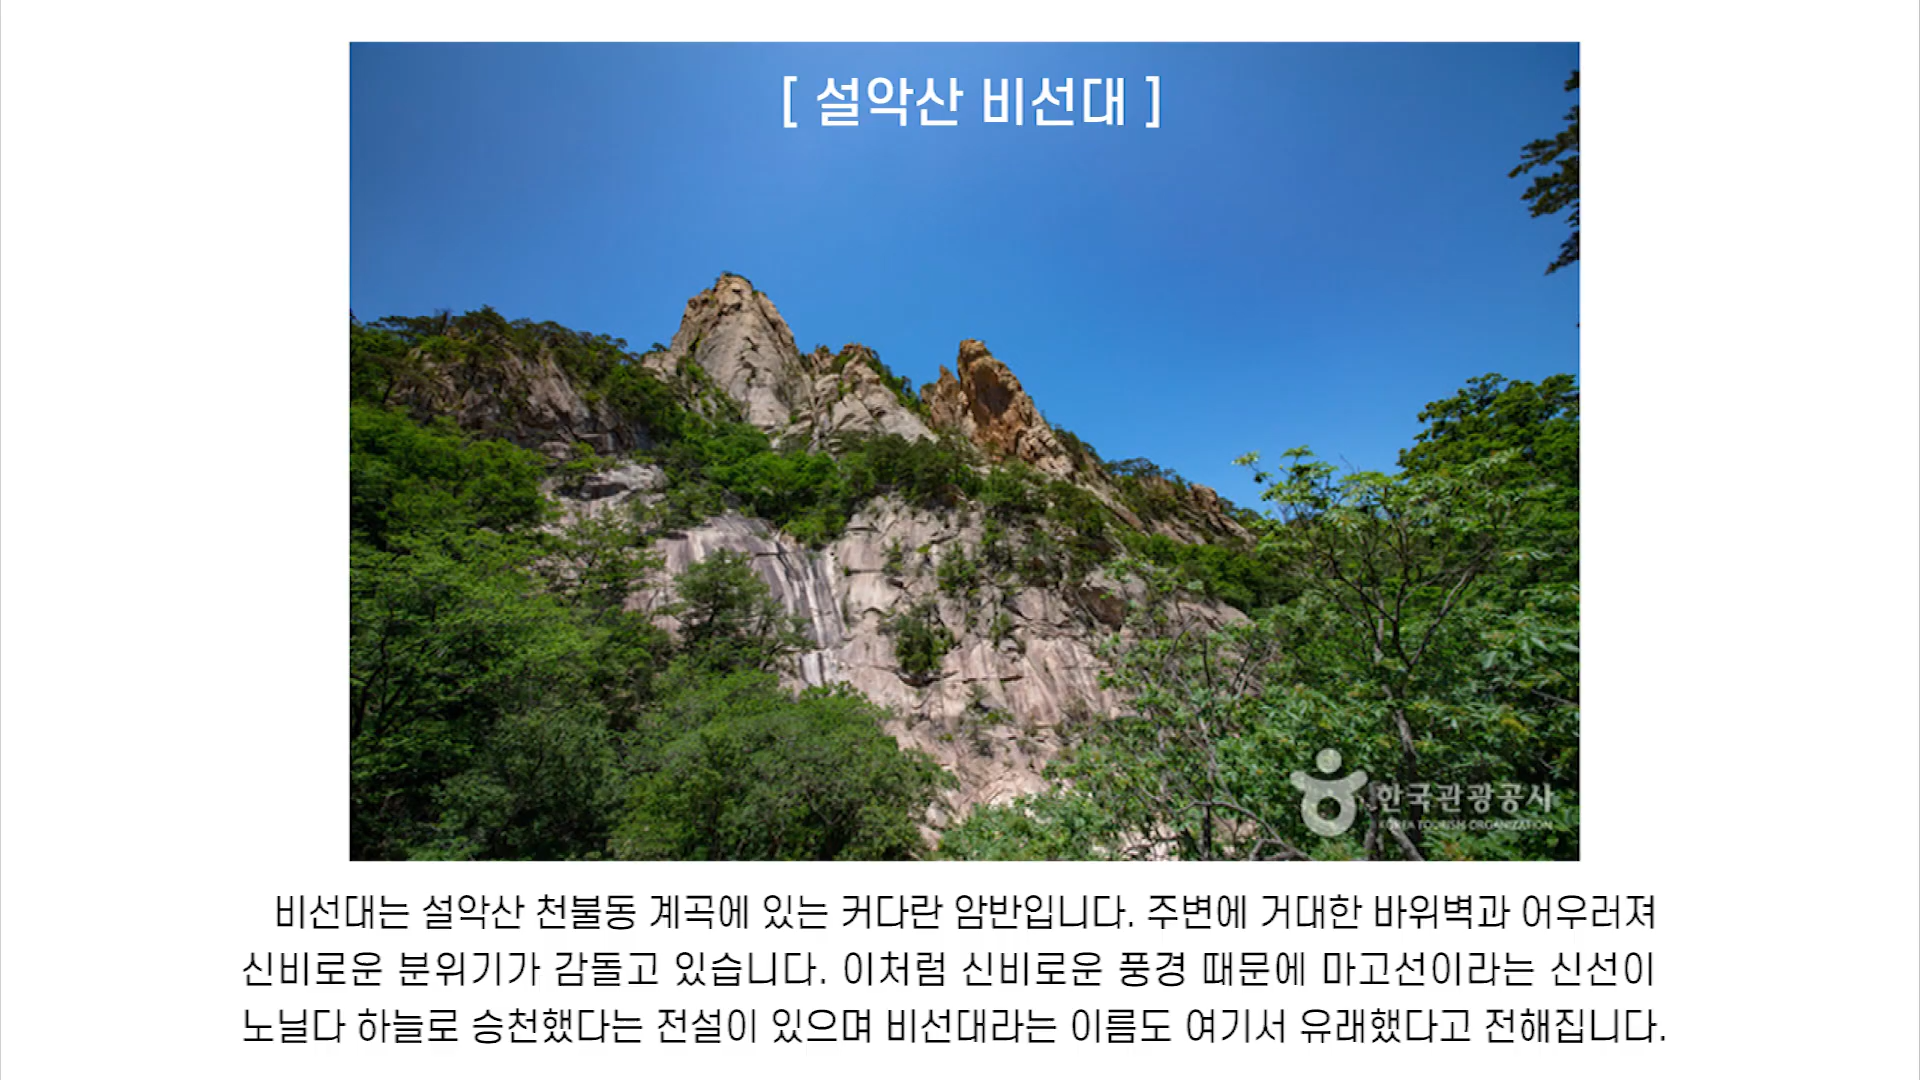 [ 설악산 비선대 ]
한국관광공사
KOREA TOURISM ORGANIZATION
비선대는 설악산 천불동 계곡에 있는 커다란 암반입니다. 주변에 거대한 바위벽과 어우러져
신비로운 분위기가 감돌고 있습니다. 이처럼 신비로운 풍경 때문에 마고선이라는 신선이
노닐다 하늘로 승천했다는 전설이 있으며 비선대라는 이름도 여기서 유래했다고 전해집니다.